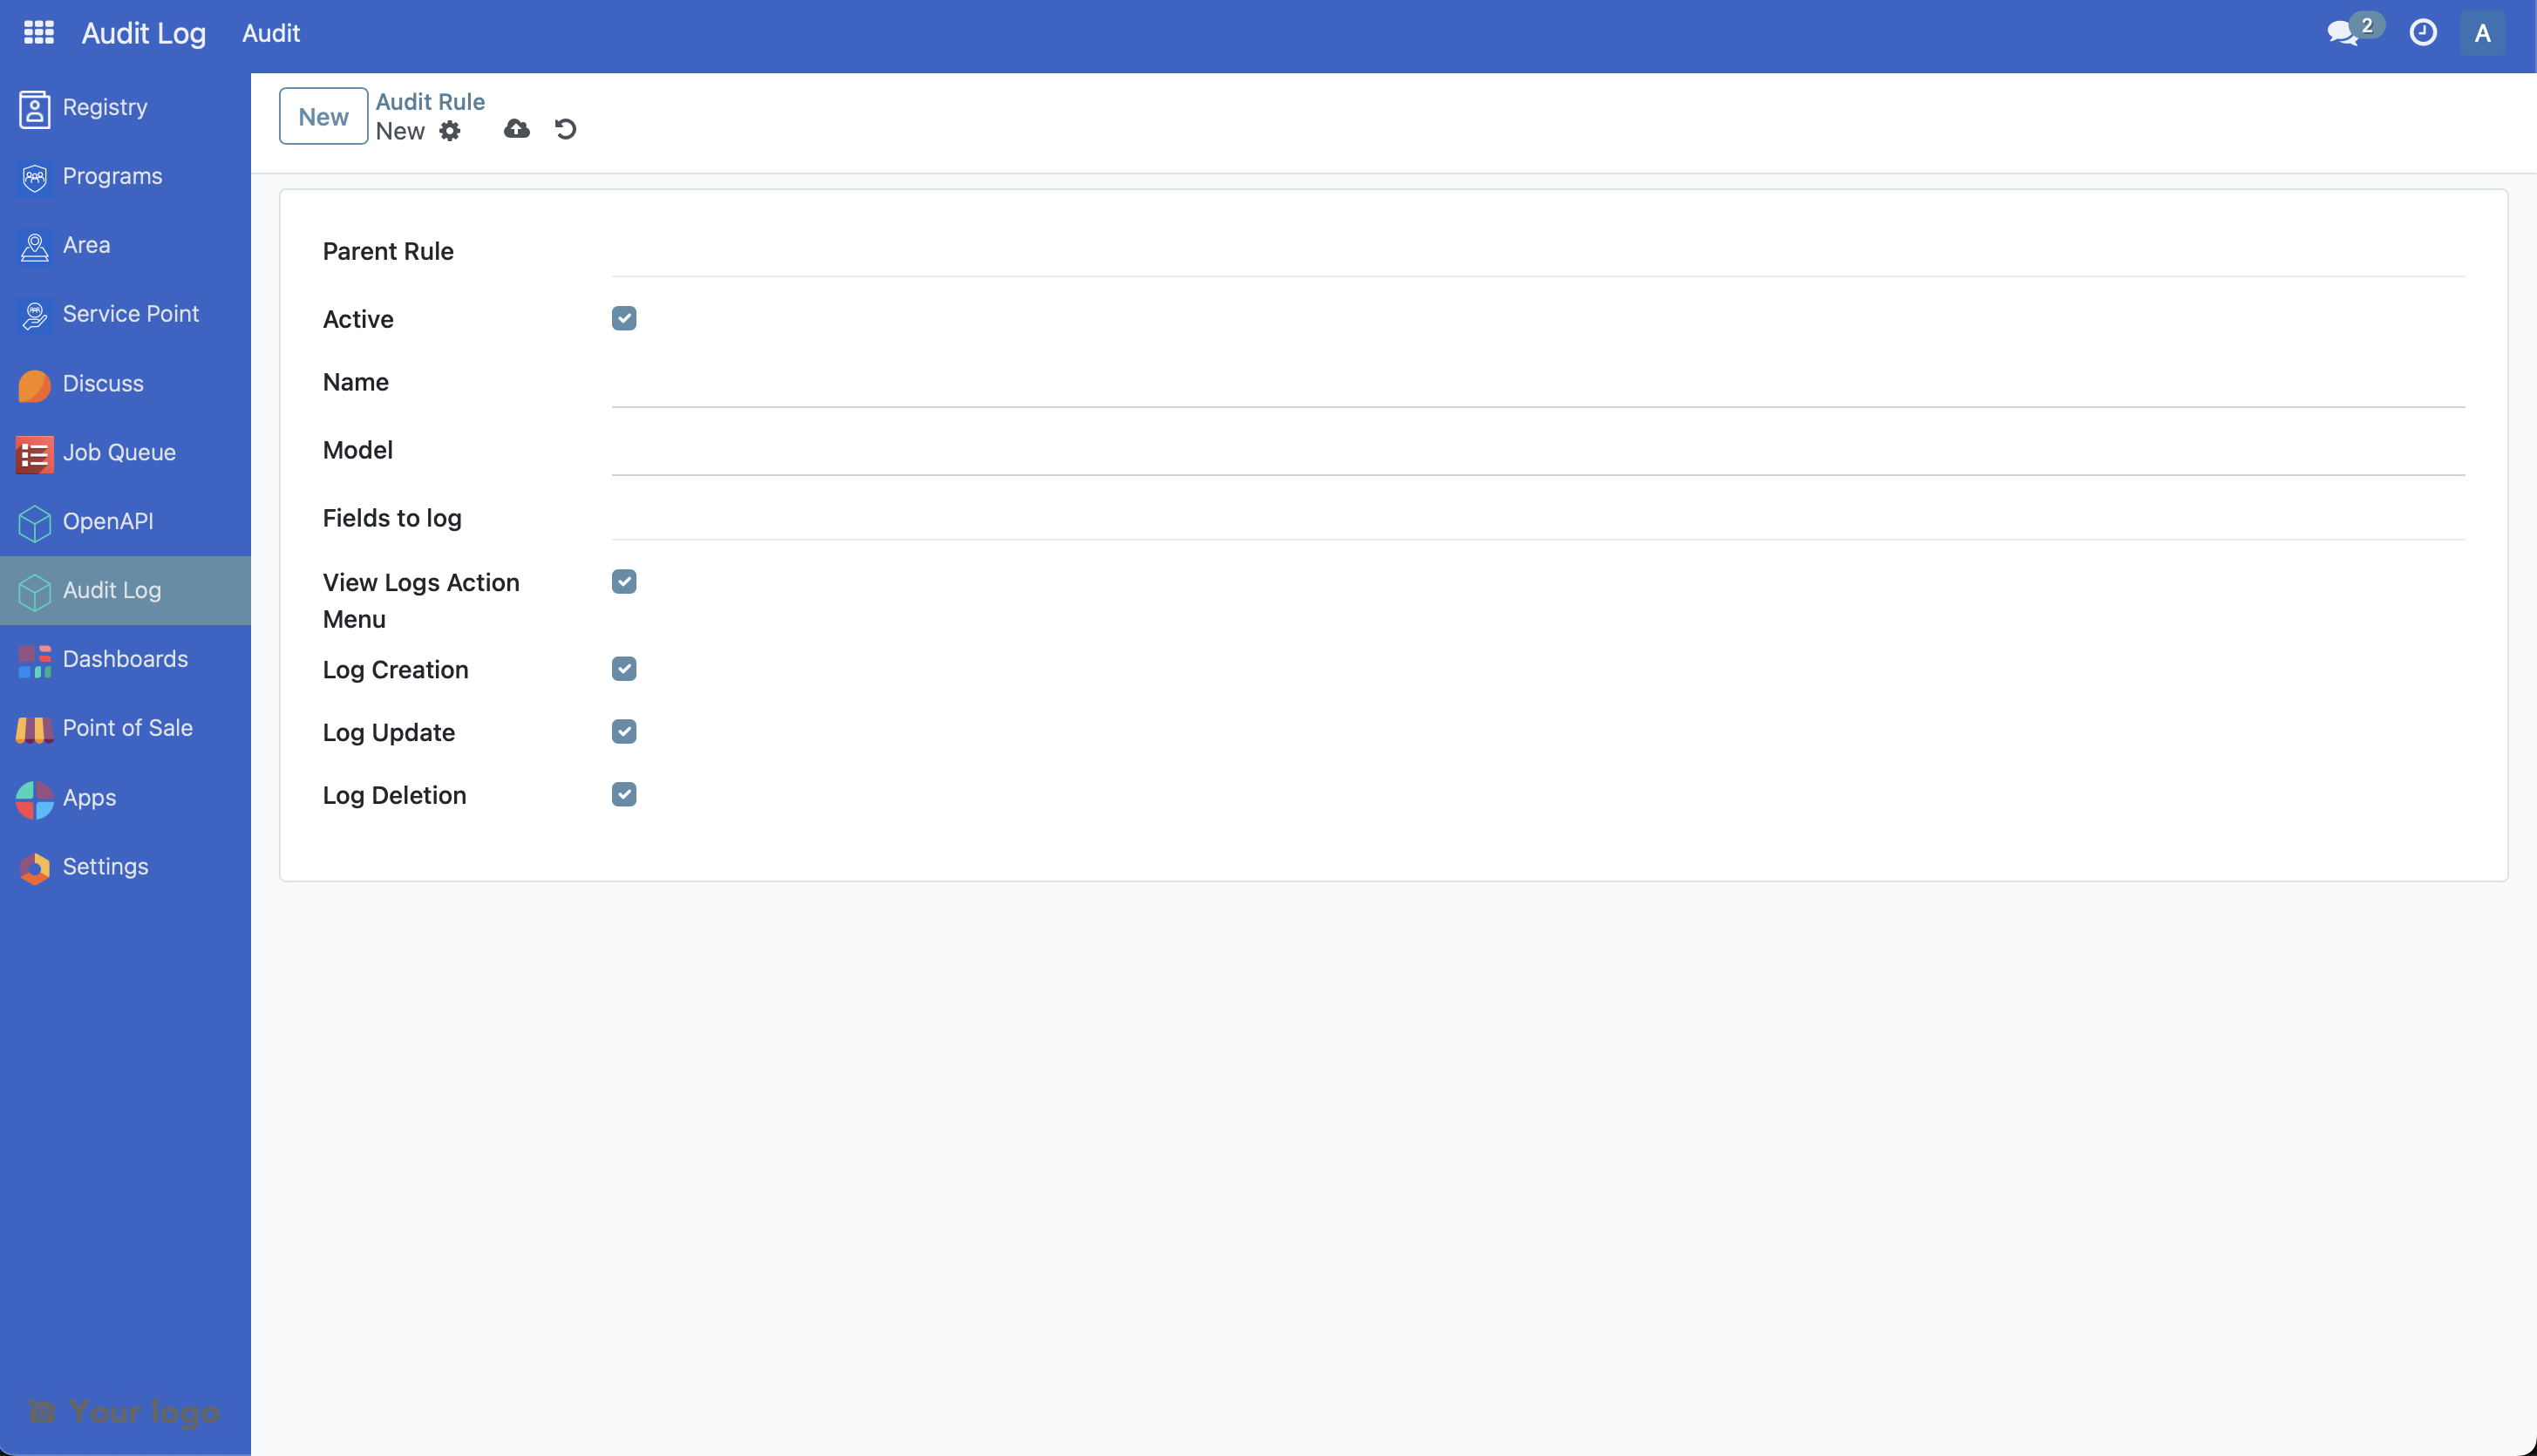 Audit Log
Audit
2
A
Registry
Programs
Area
Service Point
Discuss
Job Queue
OpenAPI
Audit Log
Dashboards
Point of Sale
Apps
Settings
Your logo
New
Audit Rule
New
Parent Rule
Active
Name
Model
Fields to log
View Logs Action
Menu
Log Creation
Log Update
Log Deletion